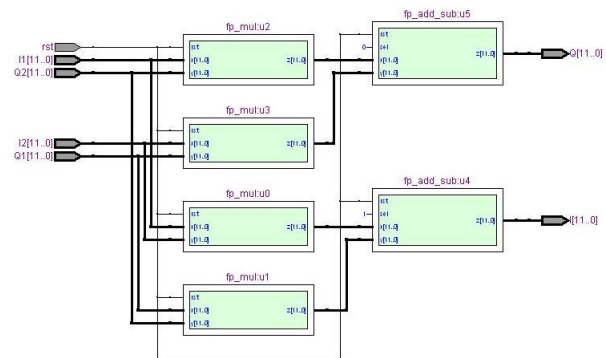 fp_mul:u2
fp_add_sub:u5
rst
I1[11..0]
Q2[11..0]
rst
x[11..0]
y[11..0]
z[11..0]
rst
0
sel
x[11..0]
y[11..0]
z[11..0]
Q[11..0]
fp_mul:u3
I2[11..0]
Q1[11..0]
rst
x[11..0]
y[11..0]
z[11..0]
fp_mul:u0
fp_add_sub:u4
rst
x[11..0]
y[11..0]
z[11..0]
rst
1
sel
x[11..0]
y[11..0]
z[11..0]
I[11..0]
fp_mul:u1
rst
x[11..0]
y[11..0]
z[11..0]